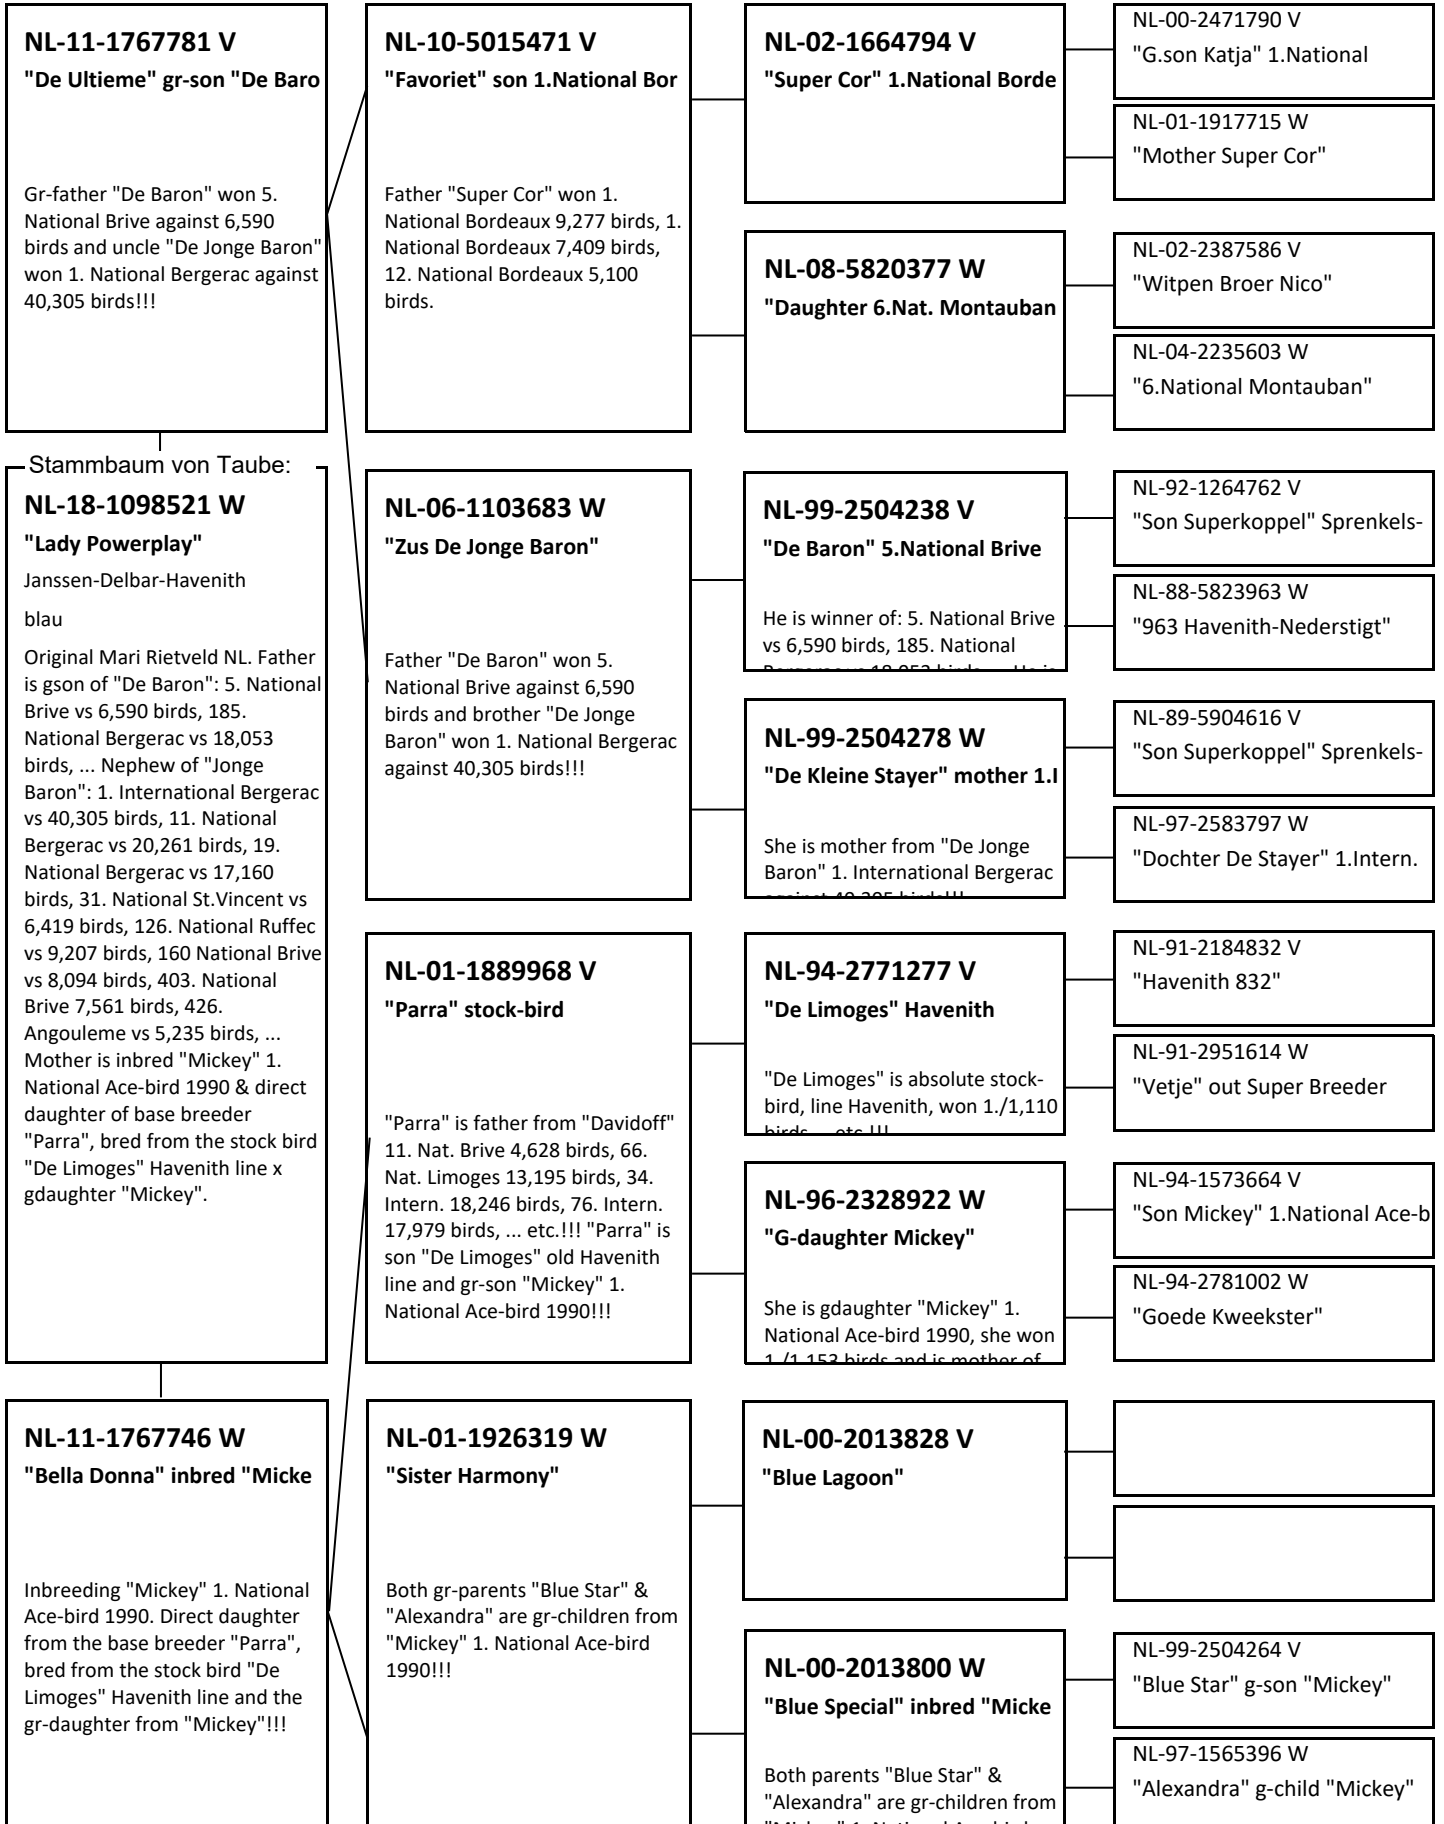 NL-11-1767781 V
"De Ultieme" gr-son "De Baro
Gr-father "De Baron" won 5.
National Brive against 6,590
birds and uncle "De Jonge Baron"
won 1. National Bergerac against
40,305 birds!!!
Stammbaum von Taube:
NL-18-1098521 W
"Lady Powerplay"
Janssen-Delbar-Havenith
blau
Original Mari Rietveld NL. Father
is gson of "De Baron": 5. National
Brive vs 6,590 birds, 185.
National Bergerac vs 18,053
birds, ... Nephew of "Jonge
Baron": 1. International Bergerac
vs 40,305 birds, 11. National
Bergerac vs 20,261 birds, 19.
National Bergerac vs 17,160
birds, 31. National St.Vincent vs
6,419 birds, 126. National Ruffec
vs 9,207 birds, 160 National Brive
vs 8,094 birds, 403. National
Brive 7,561 birds, 426.
Angouleme vs 5,235 birds, ...
Mother is inbred "Mickey" 1.
National Ace-bird 1990 & direct
daughter of base breeder
"Parra", bred from the stock bird
"De Limoges" Havenith line x
gdaughter "Mickey".
NL-11-1767746 W
"Bella Donna" inbred "Micke
Inbreeding "Mickey" 1. National
Ace-bird 1990. Direct daughter
from the base breeder "Parra",
bred from the stock bird "De
Limoges" Havenith line and the
gr-daughter from "Mickey"!!!
NL-10-5015471 V
"Favoriet" son 1.National Bor
Father "Super Cor" won 1.
National Bordeaux 9,277 birds, 1.
National Bordeaux 7,409 birds,
12. National Bordeaux 5,100
birds.
NL-06-1103683 W
"Zus De Jonge Baron"
Father "De Baron" won 5.
National Brive against 6,590
birds and brother "De Jonge
Baron" won 1. National Bergerac
against 40,305 birds!!!
NL-01-1889968 V
"Parra" stock-bird
"Parra" is father from "Davidoff"
11. Nat. Brive 4,628 birds, 66.
Nat. Limoges 13,195 birds, 34.
Intern. 18,246 birds, 76. Intern.
17,979 birds, ... etc.!!! "Parra" is
son "De Limoges" old Havenith
line and gr-son "Mickey" 1.
National Ace-bird 1990!!!
NL-01-1926319 W
"Sister Harmony"
Both gr-parents "Blue Star" &
"Alexandra" are gr-children from
"Mickey" 1. National Ace-bird
1990!!!
NL-02-1664794 V
"Super Cor" 1.National Borde
NL-08-5820377 W
"Daughter 6.Nat. Montauban
NL-99-2504238 V
"De Baron" 5.National Brive
He is winner of: 5. National Brive
vs 6,590 birds, 185. National
Bergerac vs 18,053 birds, ... He is
NL-99-2504278 W
"De Kleine Stayer" mother 1.I
She is mother from "De Jonge
Baron" 1. International Bergerac
against 40,305 birds!!!
NL-94-2771277 V
"De Limoges" Havenith
"De Limoges" is absolute stock-
bird, line Havenith, won 1./1,110
birds, ... etc.!!!
NL-96-2328922 W
"G-daughter Mickey"
She is gdaughter "Mickey" 1.
National Ace-bird 1990, she won
1./1,153 birds and is mother of
NL-00-2013828 V
"Blue Lagoon"
NL-00-2013800 W
"Blue Special" inbred "Micke
Both parents "Blue Star" &
"Alexandra" are gr-children from
NL-00-2471790 V
"G.son Katja" 1.National
NL-01-1917715 W
"Mother Super Cor"
NL-02-2387586 V
"Witpen Broer Nico"
NL-04-2235603 W
"6.National Montauban"
NL-92-1264762 V
"Son Superkoppel" Sprenkels-
NL-88-5823963 W
"963 Havenith-Nederstigt"
NL-89-5904616 V
"Son Superkoppel" Sprenkels-
NL-97-2583797 W
"Dochter De Stayer" 1.Intern.
NL-91-2184832 V
"Havenith 832"
NL-91-2951614 W
"Vetje" out Super Breeder
NL-94-1573664 V
"Son Mickey" 1.National Ace-b
NL-94-2781002 W
"Goede Kweekster"
NL-99-2504264 V
"Blue Star" g-son "Mickey"
NL-97-1565396 W
"Alexandra" g-child "Mickey"